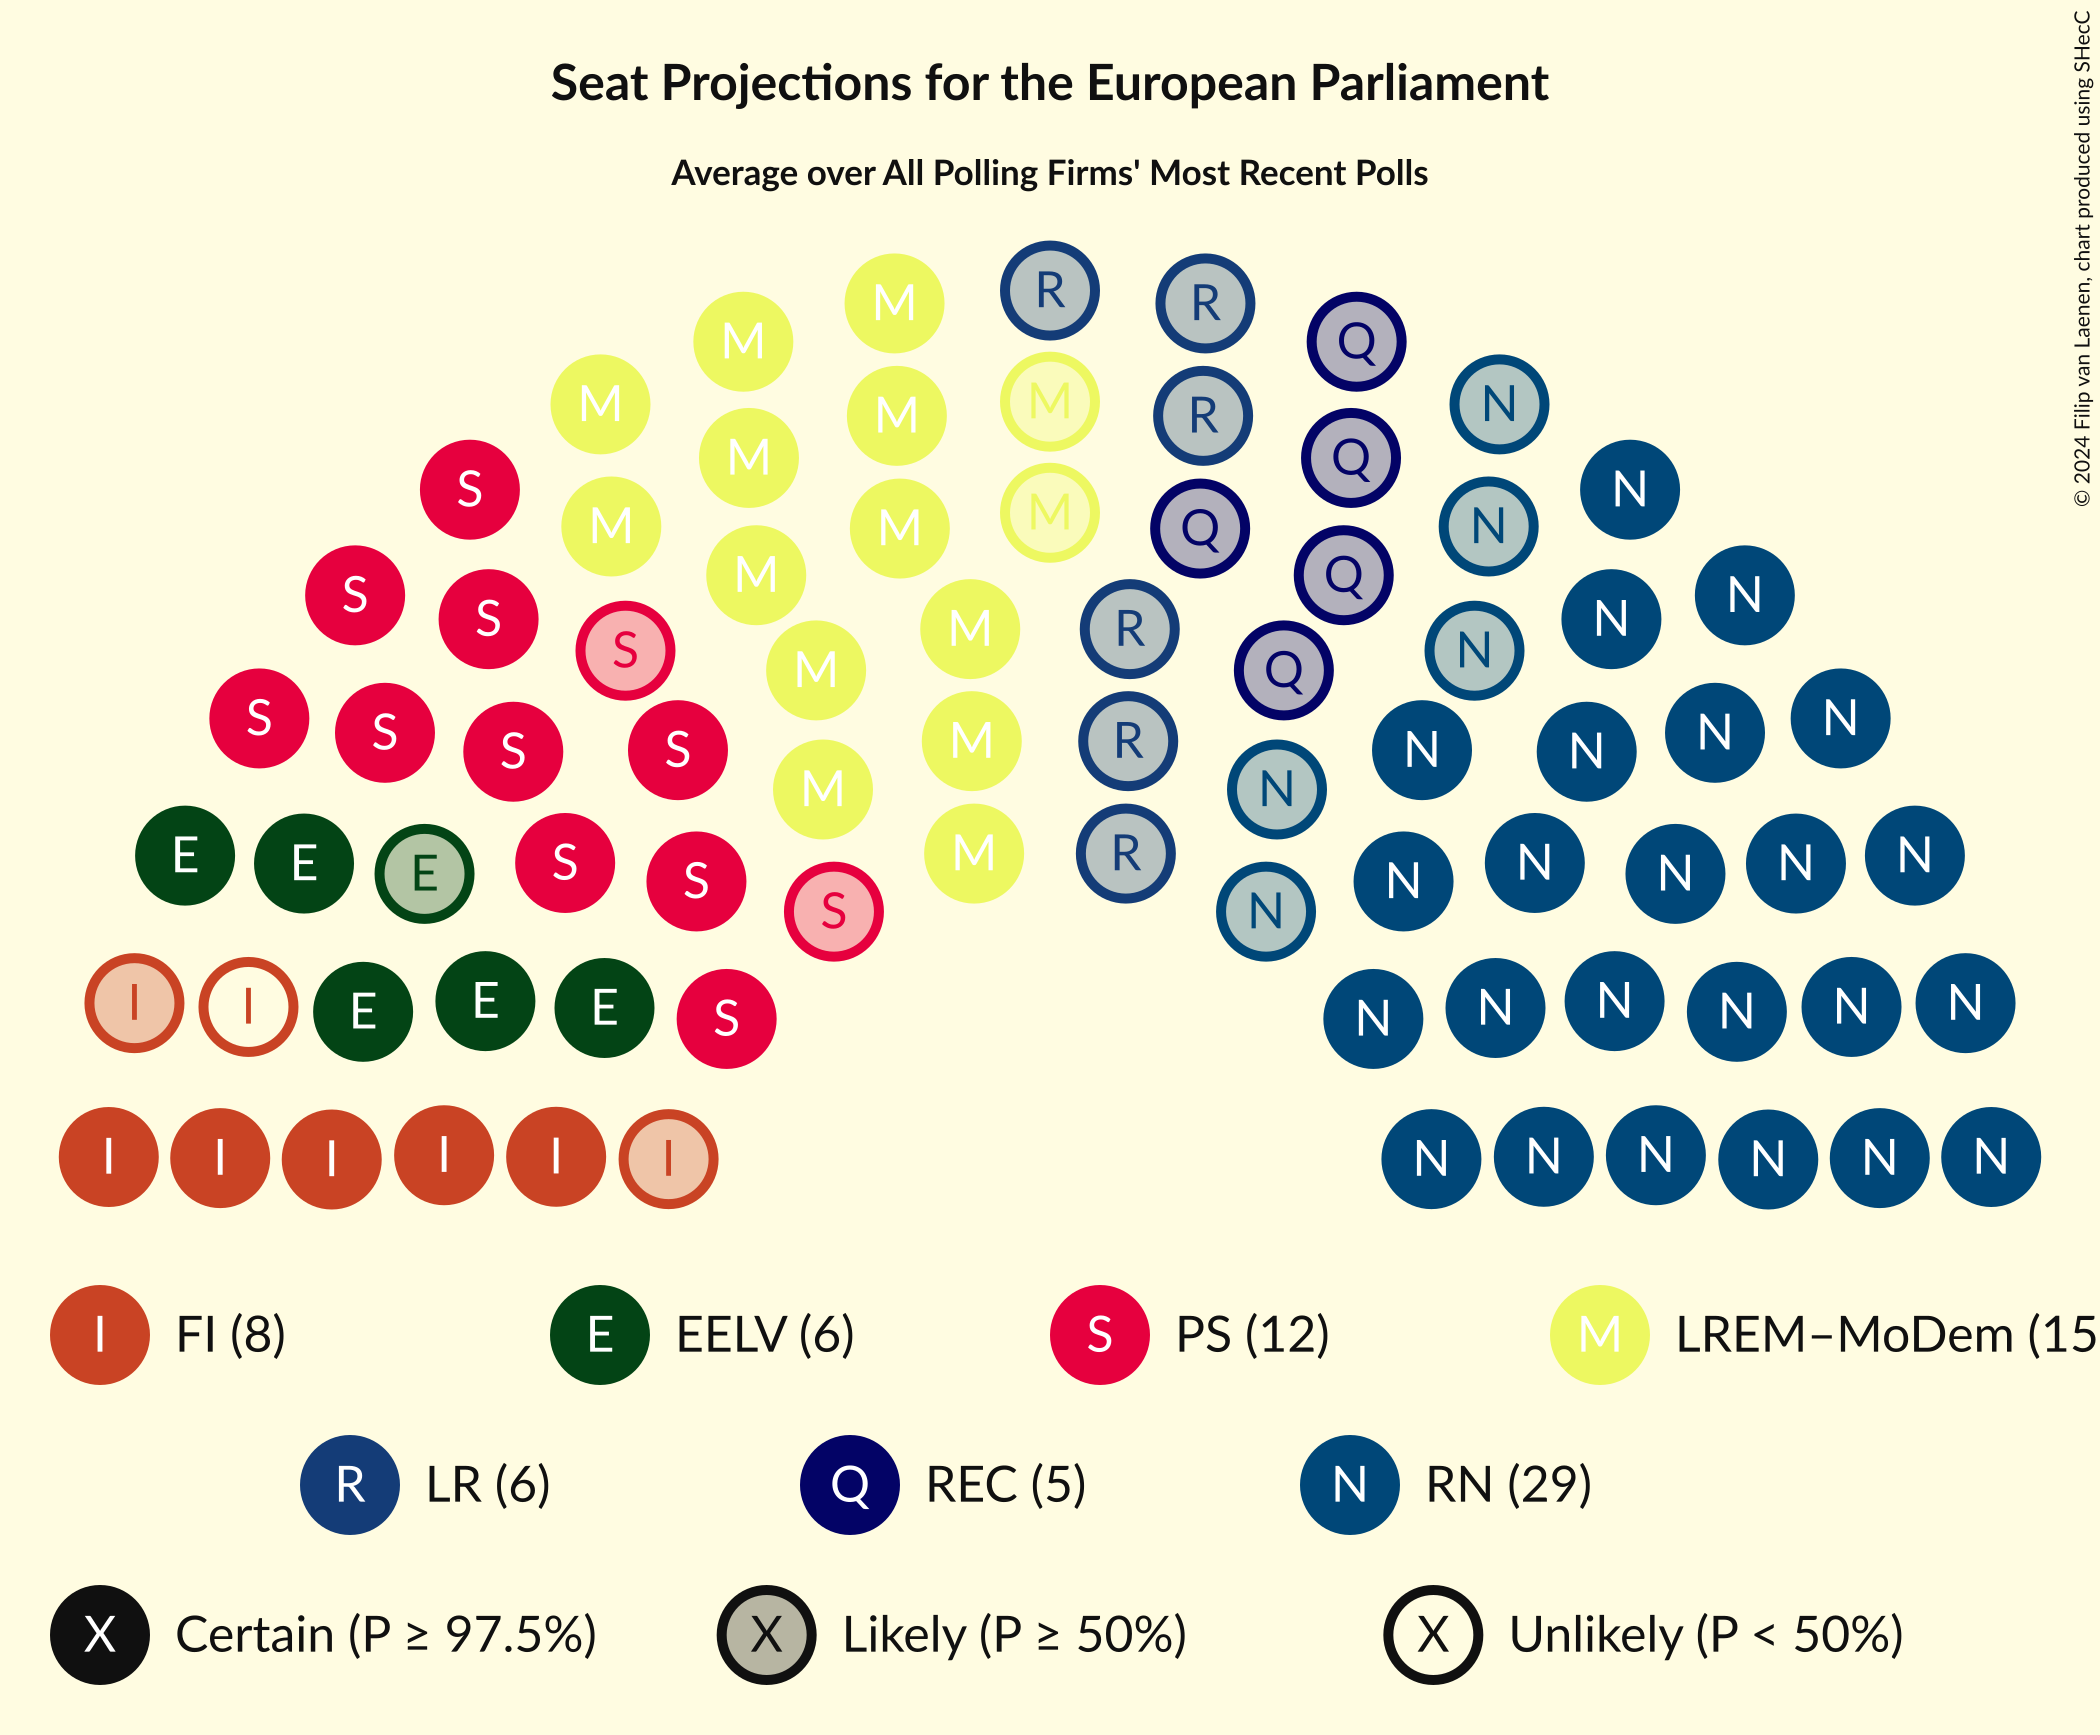 Seat Projections for the European Parliament
Average over All Polling Firms' Most Recent Polls
© 2024 Filip van Laenen, chart produced using SHecC
R
M R R Q
M M N
M M M R Q
S M N N
M M Q
M Q
S S M R N N
S M Q N
S S S S M R N N N N
M N
E E E S S M R N N N N N
S N
I I E E E S N N N N N N
I I I I I I N N N N N N
I FI (8) E EELV (6) S PS (12) M LREM–MoDem (15
R LR (6) Q REC (5) N RN (29)
X Certain (P ≥ 97.5%) X Likely (P ≥ 50%) X Unlikely (P < 50%)